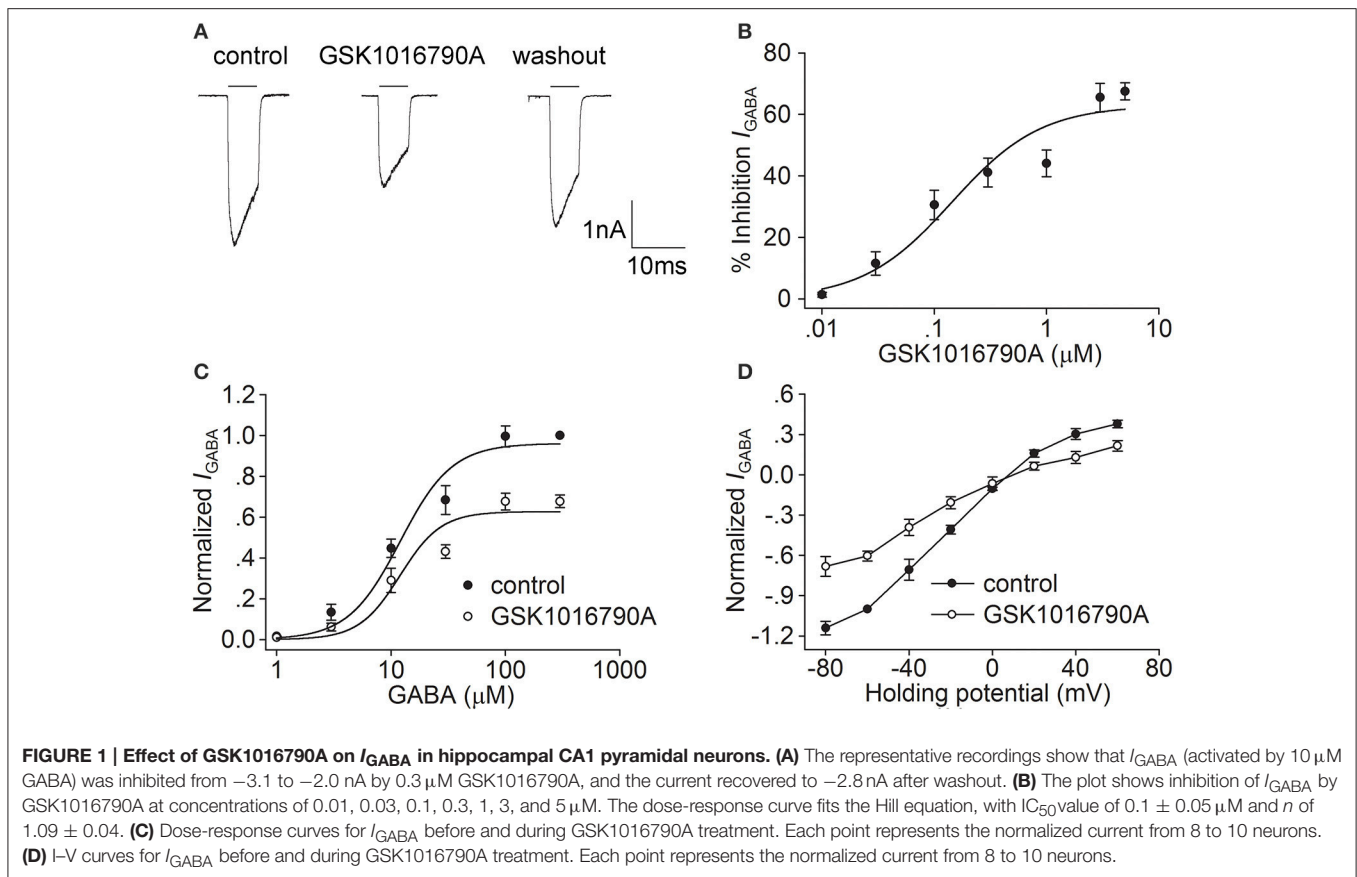 A
control GSK1016790A washout
1nA
10ms
B
80
60
40
20
0
% Inhibition IGABA
.01 .1 1 10
GSK1016790A (μM)
C
1.2
1.0
.8
.6
.4
.2
0.0
Normalized IGABA
control
GSK1016790A
1 10 100 1000
GABA (μM)
D
.6
.3
0.0
-.3
-.6
-.9
-1.2
Normalized IGABA
control
GSK1016790A
-80 -40 0 40 80
Holding potential (mV)
FIGURE 1 | Effect of GSK1016790A on IGABA in hippocampal CA1 pyramidal neurons. (A) The representative recordings show that IGABA (activated by 10 μM
GABA) was inhibited from −3.1 to −2.0 nA by 0.3 μM GSK1016790A, and the current recovered to −2.8 nA after washout. (B) The plot shows inhibition of IGABA by
GSK1016790A at concentrations of 0.01, 0.03, 0.1, 0.3, 1, 3, and 5 μM. The dose-response curve fits the Hill equation, with IC50 value of 0.1 ± 0.05 μM and n of
1.09 ± 0.04. (C) Dose-response curves for IGABA before and during GSK1016790A treatment. Each point represents the normalized current from 8 to 10 neurons.
(D) I–V curves for IGABA before and during GSK1016790A treatment. Each point represents the normalized current from 8 to 10 neurons.